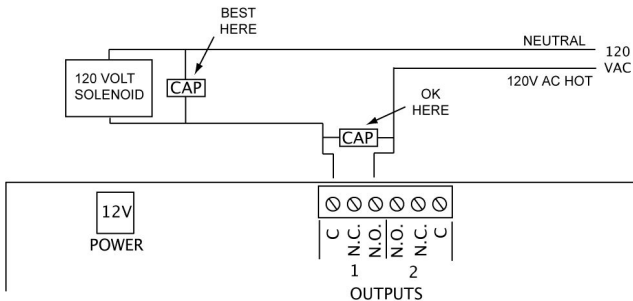 BEST
HERE
NEUTRAL
120
VAC
120V AC HOT
120 VOLT
SOLENOID
CAP
OK
HERE
CAP
12V
POWER
C
N.C.
N.O.
N.O.
N.C.
C
1
2
OUTPUTS